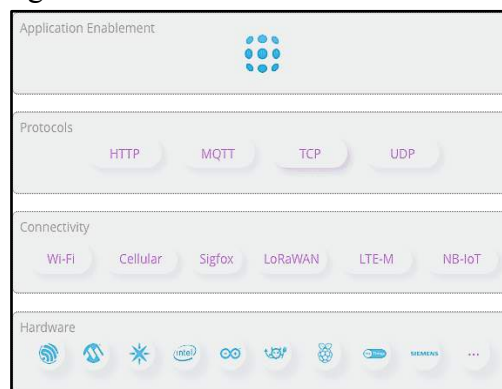 Application Enablement
Protocols
HTTP MQTT TCP UDP
Connectivity
Wi-Fi Cellular Sigfox LoRaWAN LTE-M NB-IoT
Hardware
intel SIEMENS ...